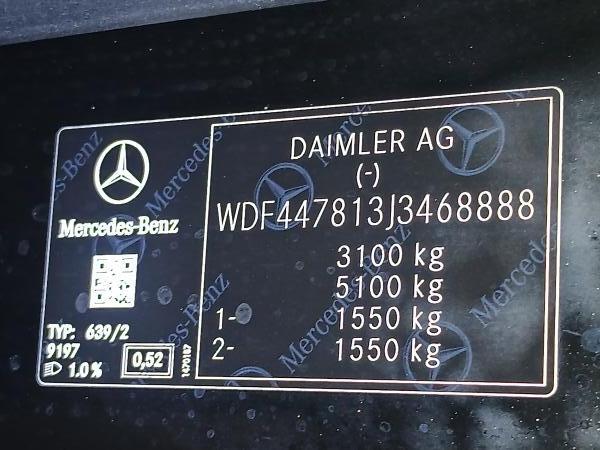 Mercedes-Benz
TYP: 639/2
9197
1.0% 0,52
1470187
DAIMLER AG
(-)
WDF447813J3468888
3100 kg
5100 kg
1- 1550 kg
2- 1550 kg